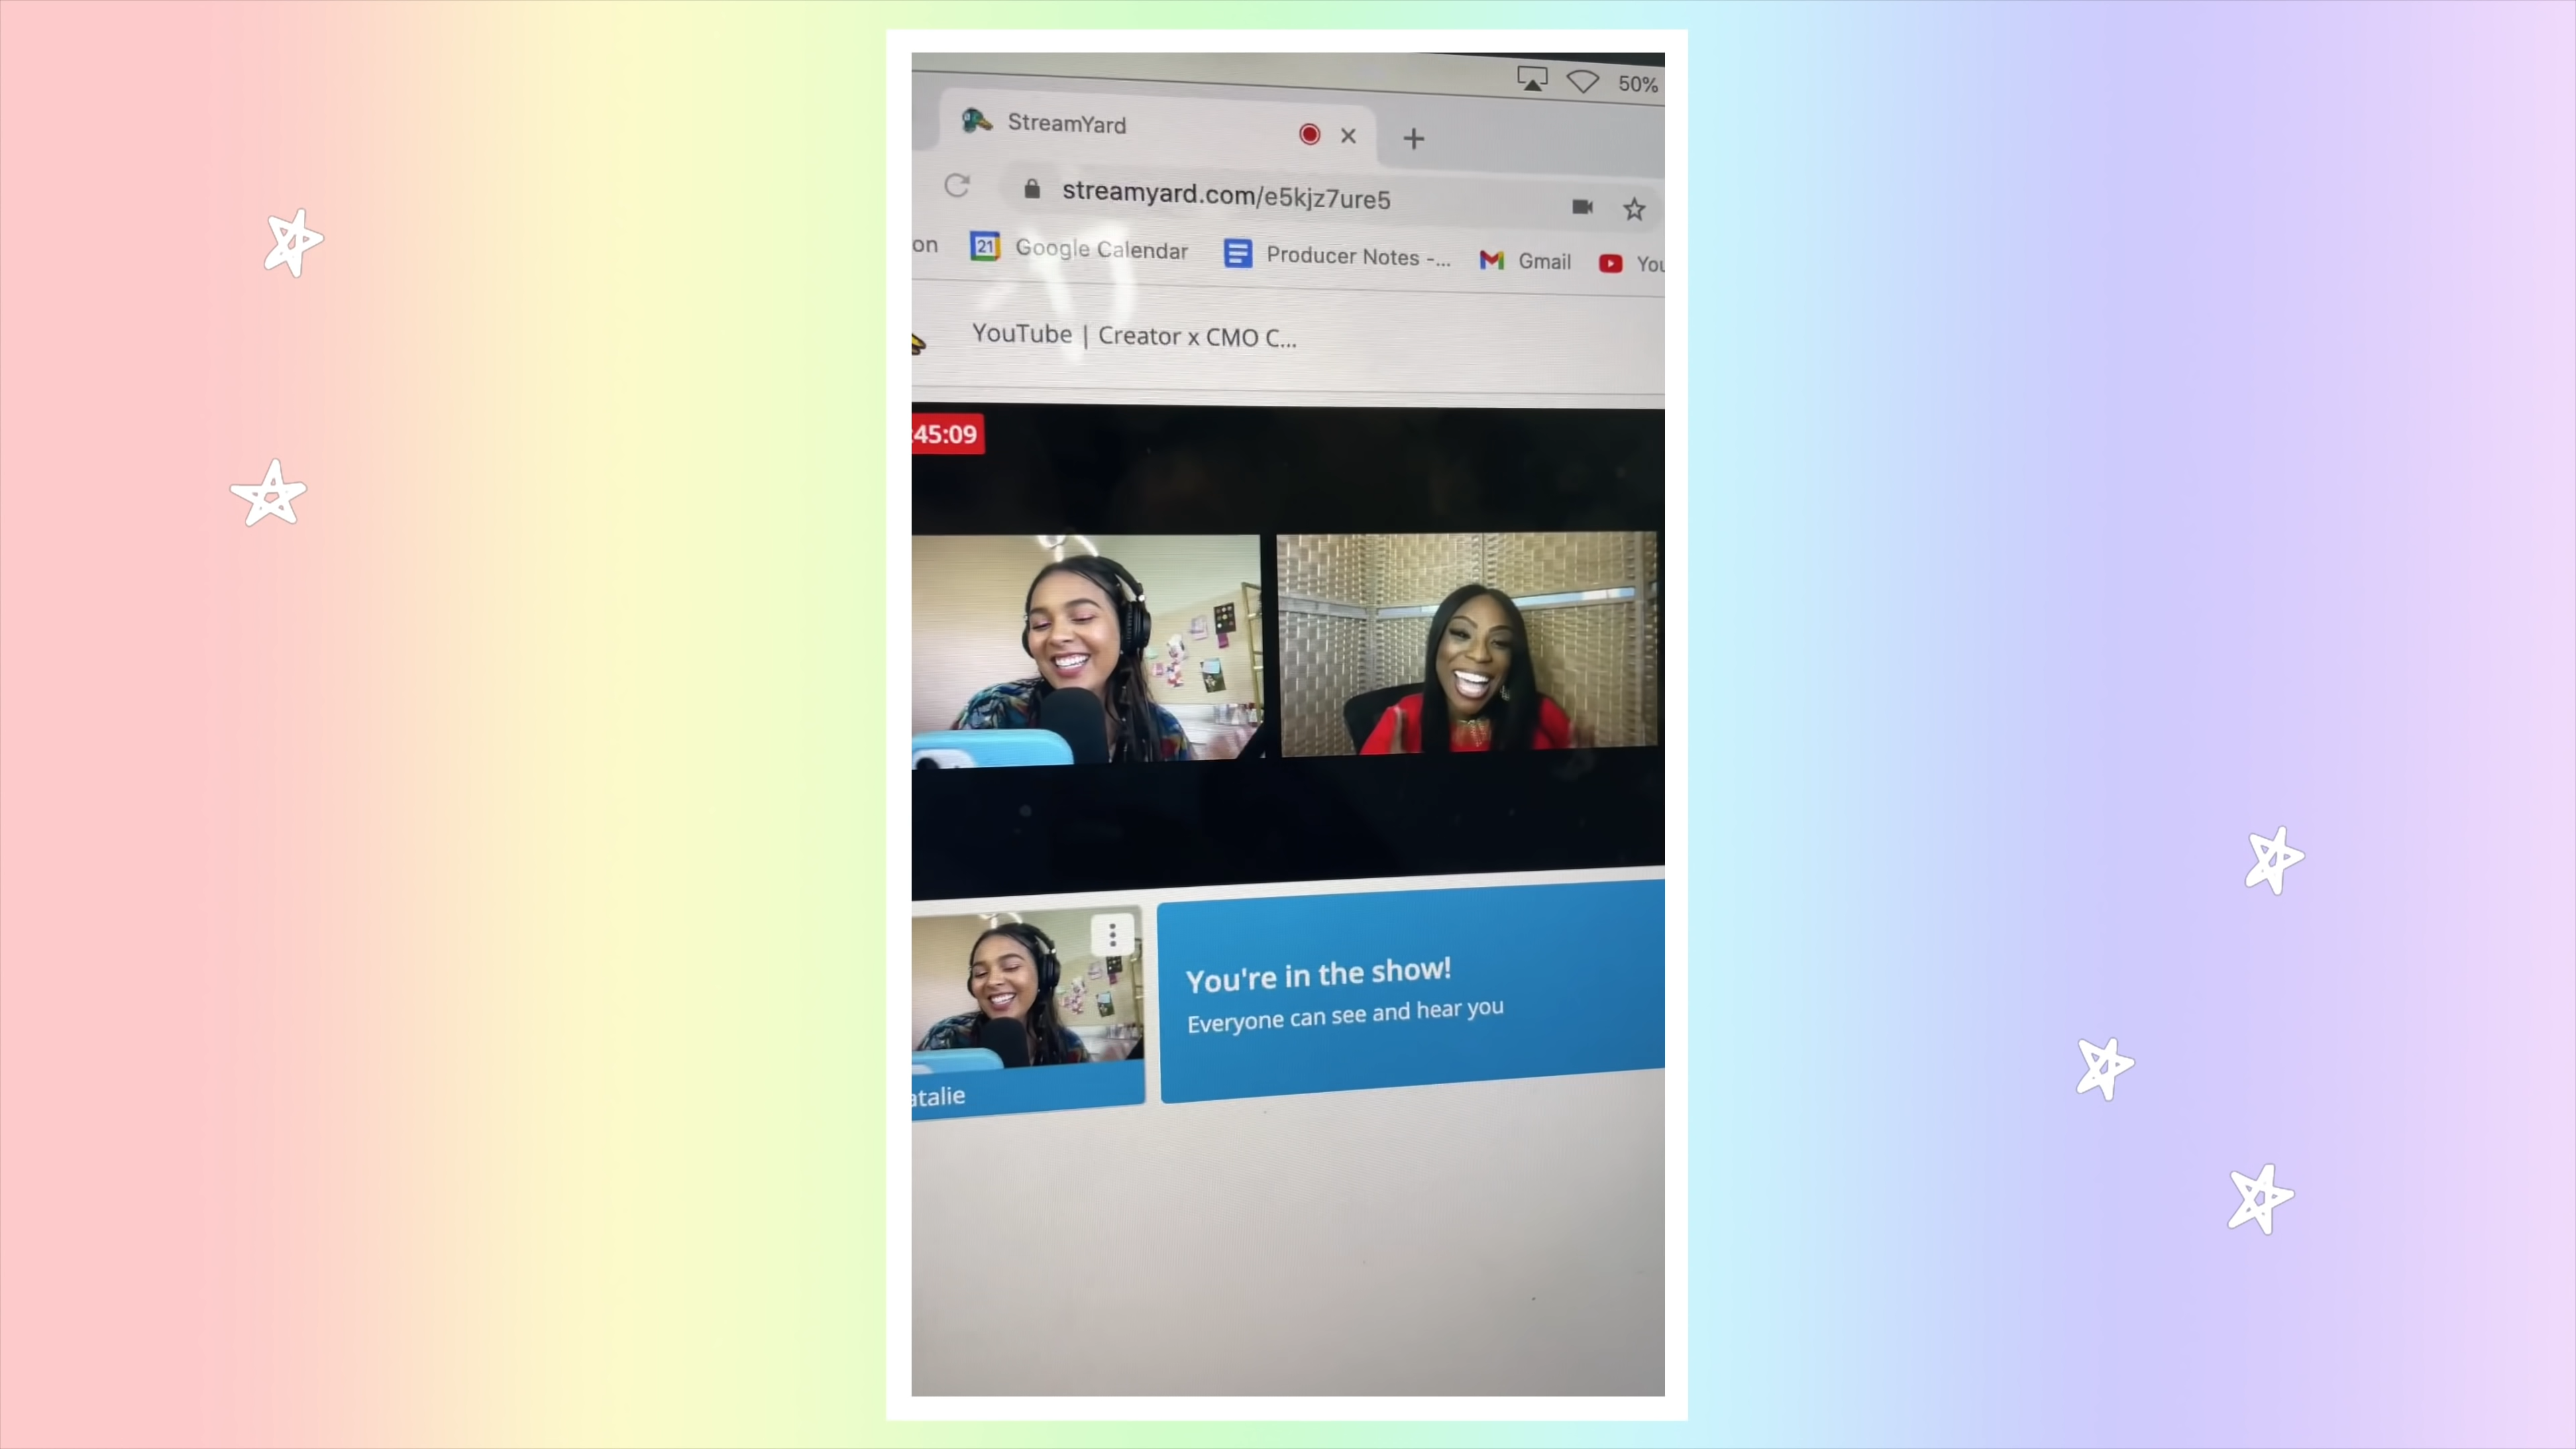 50%
StreamYard
streamyard.com/e5kjz7ure5
on 21 Google Calendar Producer Notes -... Gmail You
YouTube | Creator x CMO C...
:45:09
You're in the show!
Everyone can see and hear you
atalie